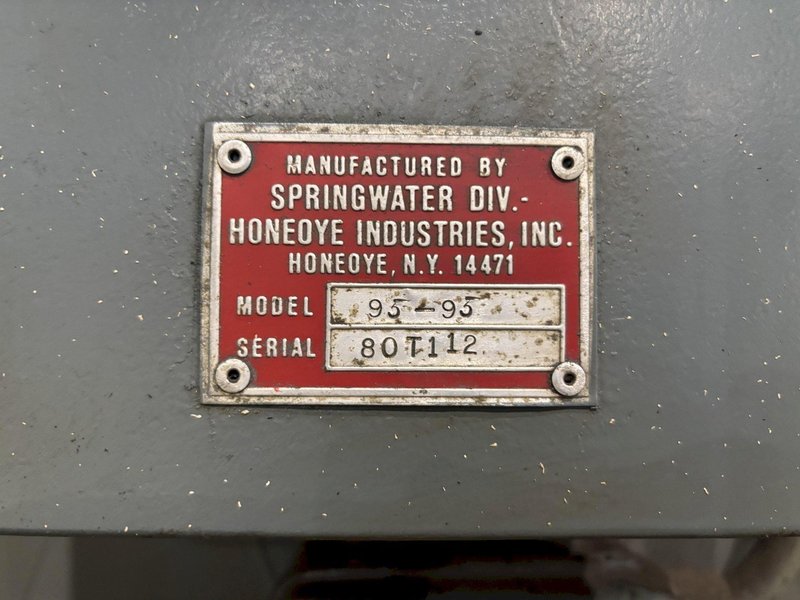 MANUFACTURED BY
SPRINGWATER DIV.-
HONEOYE INDUSTRIES, INC.
HONEOYE, N.Y. 14471
MODEL 95-95
SERIAL 80T112